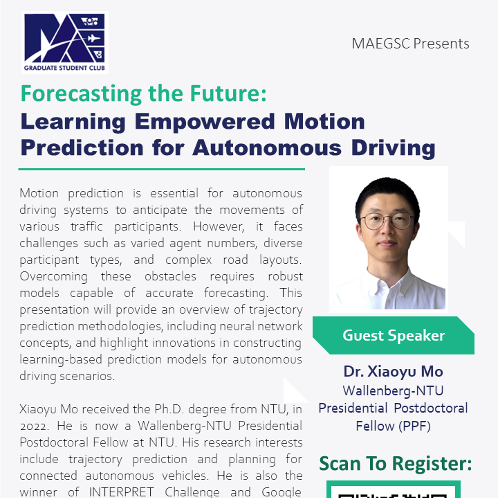 GRADUATE STUDENT CLUB
MAEGSC Presents
Forecasting the Future:
Learning Empowered Motion
Prediction for Autonomous Driving
Motion prediction is essential for autonomous
driving systems to anticipate the movements of
various traffic participants. However, it faces
challenges such as varied agent numbers, diverse
participant types, and complex road layouts.
Overcoming these obstacles requires robust
models capable of accurate forecasting. This
presentation will provide an overview of trajectory
prediction methodologies, including neural network
concepts, and highlight innovations in constructing
learning-based prediction models for autonomous
driving scenarios.
Xiaoyu Mo received the Ph.D. degree from NTU, in
2022. He is now a Wallenberg-NTU Presidential
Postdoctoral Fellow at NTU. His research interests
include trajectory prediction and planning for
connected autonomous vehicles. He is also the
winner of INTERPRET Challenge and Google
Guest Speaker
Dr. Xiaoyu Mo
Wallenberg-NTU
Presidential Postdoctoral
Fellow (PPF)
Scan To Register: